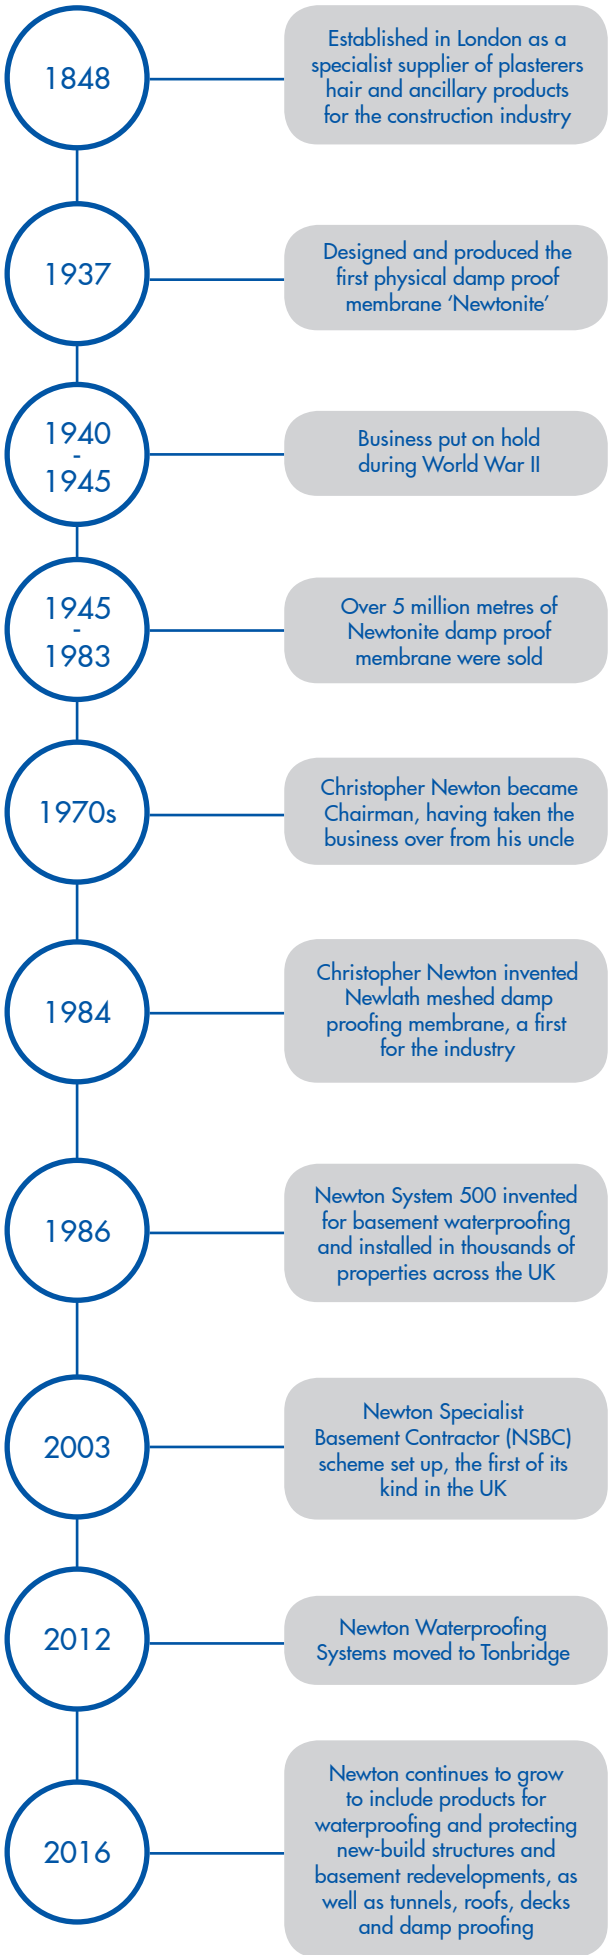 1848
Established in London as a
specialist supplier of plasterers
hair and ancillary products
for the construction industry
1937
Designed and produced the
first physical damp proof
membrane ‘Newtonite’
1940
-
1945
Business put on hold
during World War II
1945
-
1983
Over 5 million metres of
Newtonite damp proof
membrane were sold
1970s
Christopher Newton became
Chairman, having taken the
business over from his uncle
1984
Christopher Newton invented
Newlath meshed damp
proofing membrane, a first
for the industry
1986
Newton System 500 invented
for basement waterproofing
and installed in thousands of
properties across the UK
2003
Newton Specialist
Basement Contractor (NSBC)
scheme set up, the first of its
kind in the UK
2012
Newton Waterproofing
Systems moved to Tonbridge
2016
Newton continues to grow
to include products for
waterproofing and protecting
new-build structures and
basement redevelopments, as
well as tunnels, roofs, decks
and damp proofing